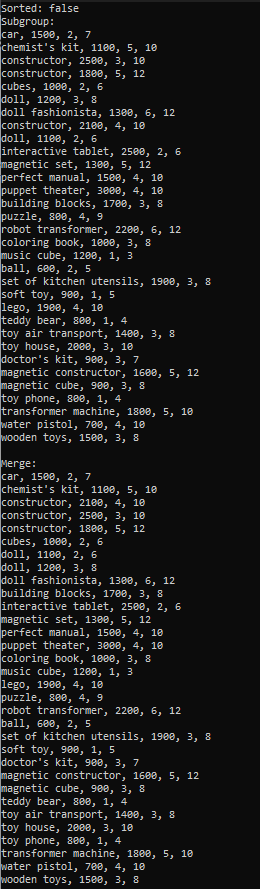 Sorted: false
Subgroup:
car, 1500, 2, 7
chemist's kit, 1100, 5, 10
constructor, 2500, 3, 10
constructor, 1800, 5, 12
cubes, 1000, 2, 6
doll, 1200, 3, 8
doll fashionista, 1300, 6, 12
constructor, 2100, 4, 10
doll, 1100, 2, 6
interactive tablet, 2500, 2, 6
magnetic set, 1300, 5, 12
perfect manual, 1500, 4, 10
puppet theater, 3000, 4, 10
building blocks, 1700, 3, 8
puzzle, 800, 4, 9
robot transformer, 2200, 6, 12
coloring book, 1000, 3, 8
music cube, 1200, 1, 3
ball, 600, 2, 5
set of kitchen utensils, 1900, 3, 8
soft toy, 900, 1, 5
lego, 1900, 4, 10
teddy bear, 800, 1, 4
toy air transport, 1400, 3, 8
toy house, 2000, 3, 10
doctor's kit, 900, 3, 7
magnetic constructor, 1600, 5, 12
magnetic cube, 900, 3, 8
toy phone, 800, 1, 4
transformer machine, 1800, 5, 10
water pistol, 700, 4, 10
wooden toys, 1500, 3, 8

Merge:
car, 1500, 2, 7
chemist's kit, 1100, 5, 10
constructor, 2100, 4, 10
constructor, 2500, 3, 10
constructor, 1800, 5, 12
cubes, 1000, 2, 6
doll, 1100, 2, 6
doll, 1200, 3, 8
doll fashionista, 1300, 6, 12
building blocks, 1700, 3, 8
interactive tablet, 2500, 2, 6
magnetic set, 1300, 5, 12
perfect manual, 1500, 4, 10
puppet theater, 3000, 4, 10
coloring book, 1000, 3, 8
music cube, 1200, 1, 3
lego, 1900, 4, 10
puzzle, 800, 4, 9
robot transformer, 2200, 6, 12
ball, 600, 2, 5
set of kitchen utensils, 1900, 3, 8
soft toy, 900, 1, 5
doctor's kit, 900, 3, 7
magnetic constructor, 1600, 5, 12
magnetic cube, 900, 3, 8
teddy bear, 800, 1, 4
toy air transport, 1400, 3, 8
toy house, 2000, 3, 10
toy phone, 800, 1, 4
transformer machine, 1800, 5, 10
water pistol, 700, 4, 10
wooden toys, 1500, 3, 8